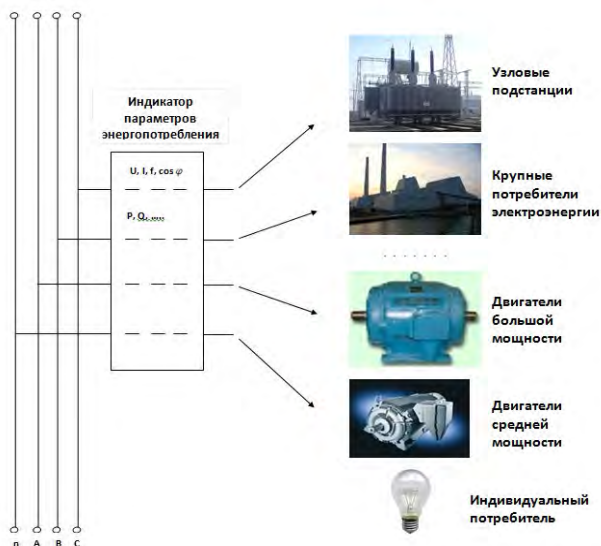 Индикатор
параметров
энергопотребления
U, I, f, cos φ
P, Q
Узловые
подстанции
Крупные
потребители
электроэнергии
. . . . . . .
Двигатели
большой
мощности
Двигатели
средней
мощности
Индивидуальный
потребитель
n A B C